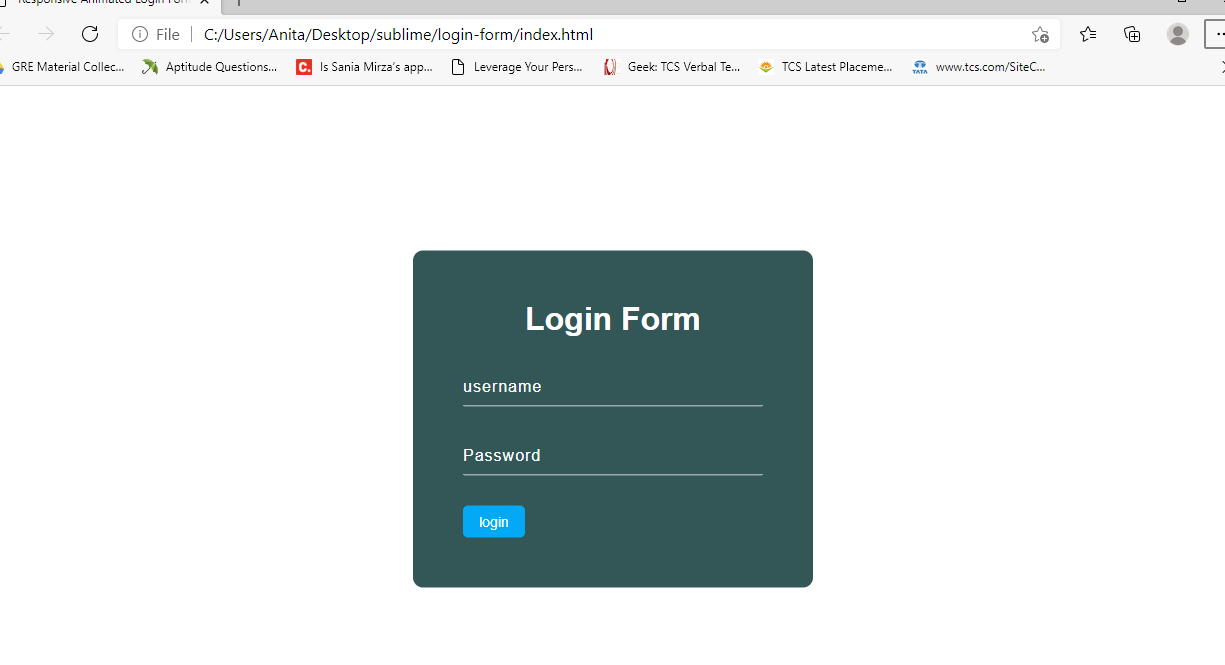 Responsive Animated Login For
File C:/Users/Anita/Desktop/sublime/login-form/index.html
GRE Material Collec... Aptitude Questions... C. Is Sania Mirza's app... Leverage Your Pers... Geek: TCS Verbal Te... TCS Latest Placeme... TATA www.tcs.com/SiteC...
Login Form
username
Password
login